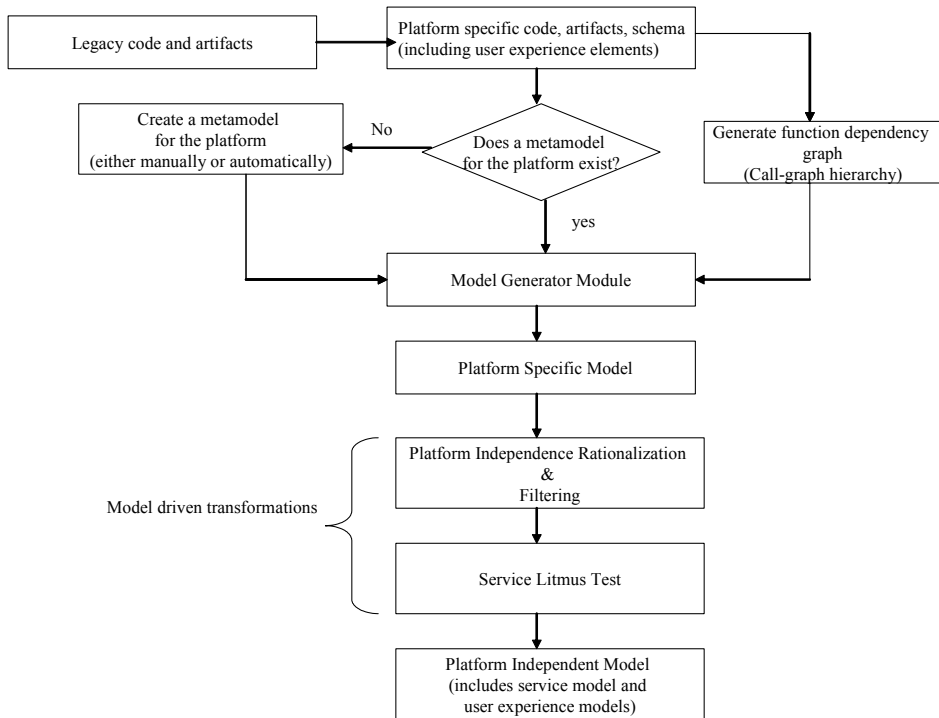 Legacy code and artifacts
Platform specific code, artifacts, schema
(including user experience elements)
Create a metamodel
for the platform
(either manually or automatically)
No
Does a metamodel
for the platform exist?
Generate function dependency
graph
(Call-graph hierarchy)
yes
Model Generator Module
Platform Specific Model
Platform Independence Rationalization
&
Filtering
Model driven transformations
Service Litmus Test
Platform Independent Model
(includes service model and
user experience models)